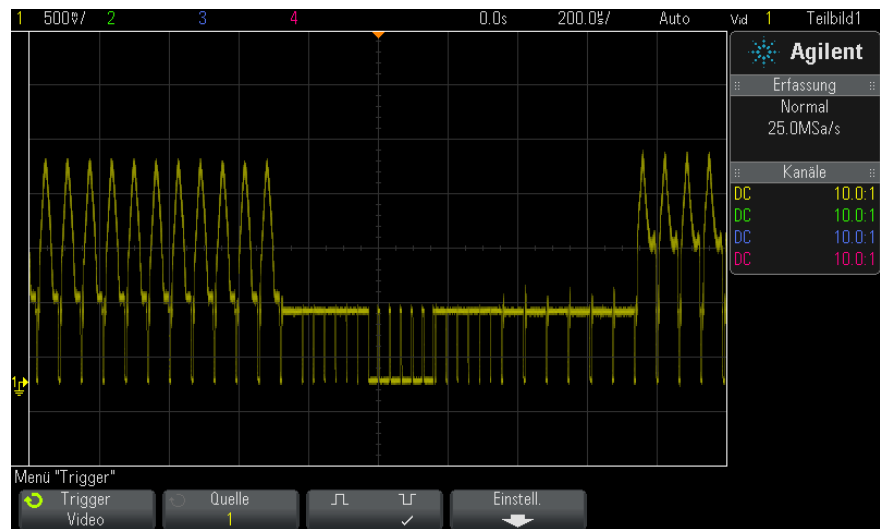 1 500♈/ 2 3 4 0.0s 200.0㎲/ Auto Vid 1 Teilbild1
Agilent
Erfassung
Normal
25.0MSa/s
Kanäle
DC 10.0:1
DC 10.0:1
DC 10.0:1
DC 10.0:1
1
Menü "Trigger"
Trigger
Video
Quelle
1
Einstell.